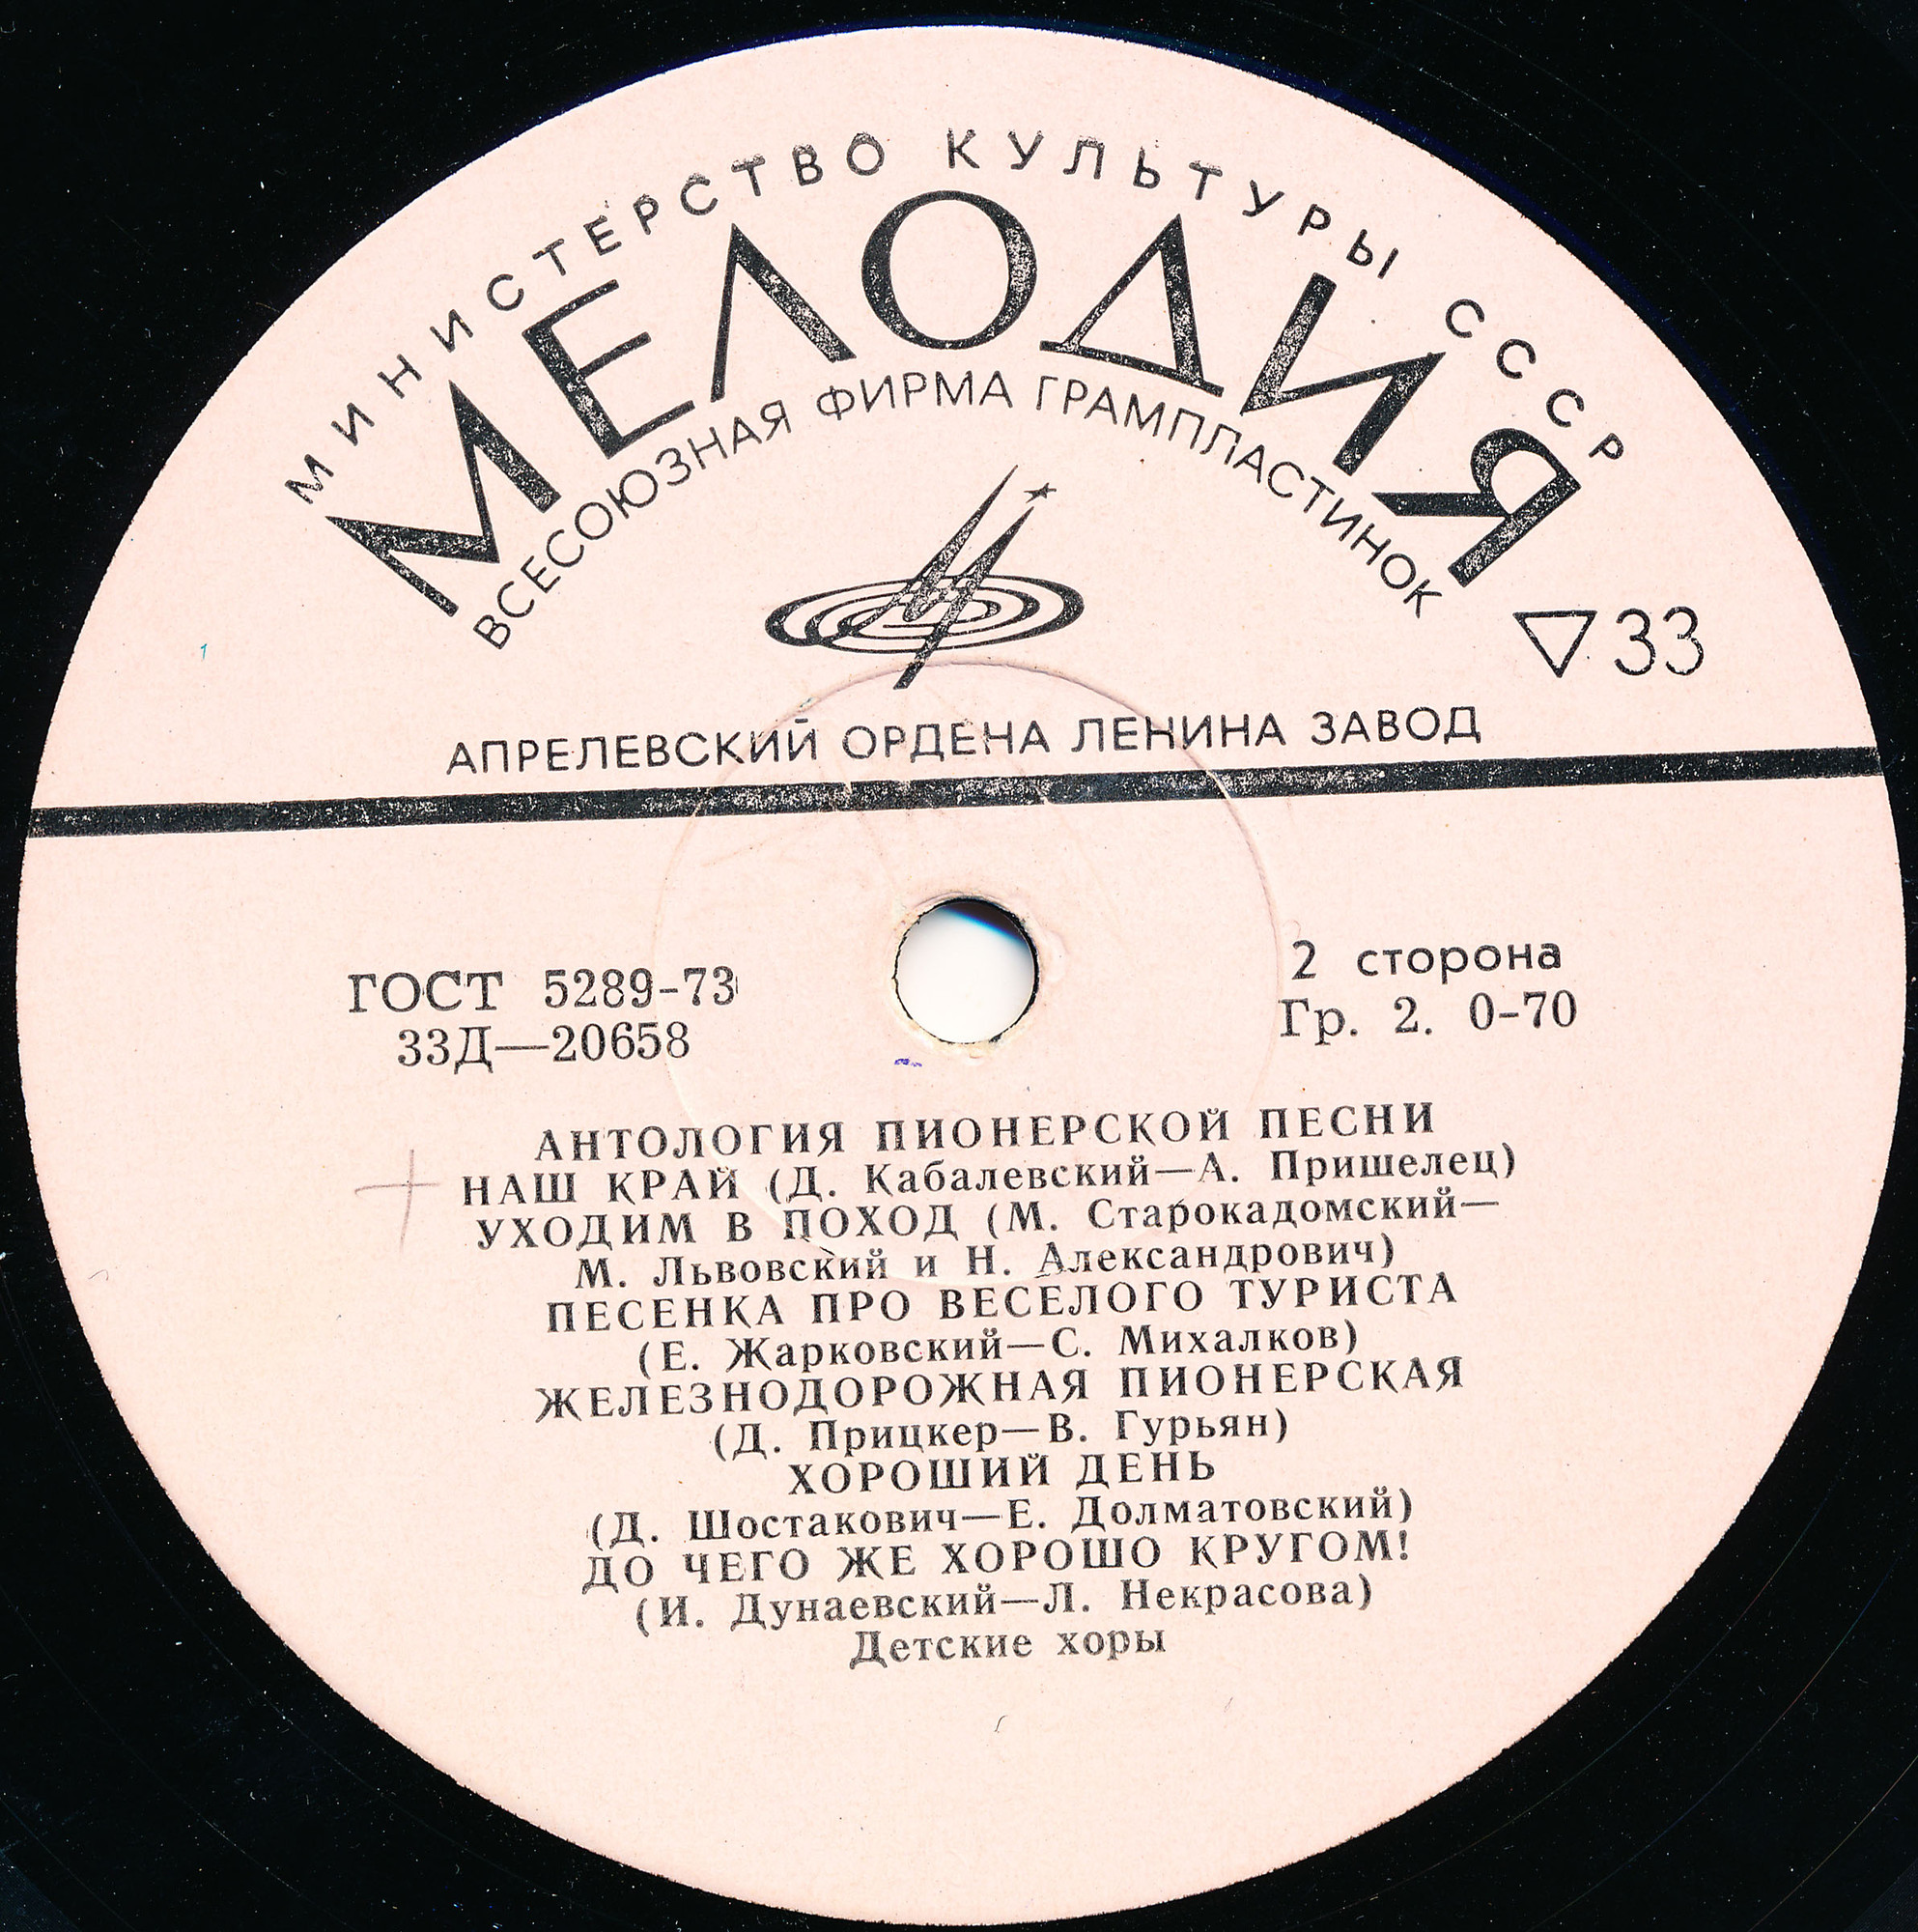 МИНИСТЕРСТВО КУЛЬТУРЫ СССР
МЕЛОДИЯ
ВСЕСОЮЗНАЯ ФИРМА ГРАМПЛАСТИНОК
33
АПРЕЛЕВСКИЙ ОРДЕНА ЛЕНИНА ЗАВОД
ГОСТ 5289-73
33Д—20658
2 сторона
Гр. 2. 0-70
АНТОЛОГИЯ ПИОНЕРСКОЙ ПЕСНИ
НАШ КРАЙ (Д. Кабалевский—А. Пришелец)
УХОДИМ В ПОХОД (М. Старокадомский—
М. Львовский и Н. Александрович)
ПЕСЕНКА ПРО ВЕСЕЛОГО ТУРИСТА
(Е. Жарковский—С. Михалков)
ЖЕЛЕЗНОДОРОЖНАЯ ПИОНЕРСКАЯ
(Д. Прицкер—В. Гурьян)
ХОРОШИЙ ДЕНЬ
(Д. Шостакович—Е. Долматовский)
ДО ЧЕГО ЖЕ ХОРОШО КРУГОМ!
(И. Дунаевский—Л. Некрасова)
Детские хоры